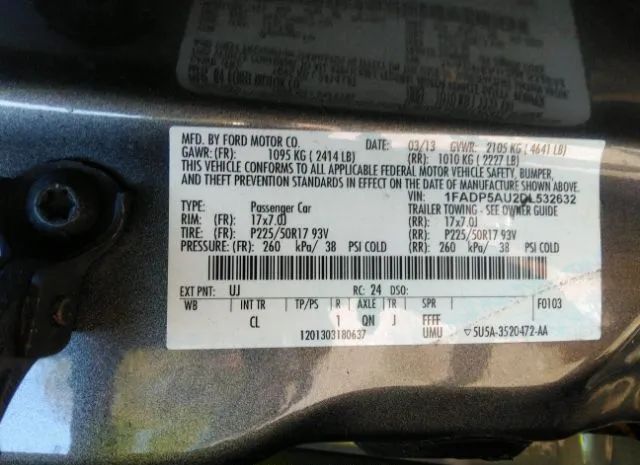 MFD. BY FORD MOTOR CO. DATE: 03/13 GVWR: 2105 KG (4641 LB)
GAWR: (FR): 1095 KG (2414 LB) (RR): 1010 KG (2227 LB)
THIS VEHICLE CONFORMS TO ALL APPLICABLE FEDERAL MOTOR VEHICLE SAFETY, BUMPER,
AND THEFT PREVENTION STANDARDS IN EFFECT ON THE DATE OF MANUFACTURE SHOWN ABOVE.
VIN: 1FADP5AU2DL532632
TYPE: Passenger Car TRAILER TOWING - SEE OWNER GUIDE
RIM: (FR): 17x7.0J (RR): 17x7.0J
TIRE: (FR): P225/50R17 93V (RR): P225/50R17 93V
PRESSURE: (FR): 260 kPa/ 38 PSI COLD (RR): 260 kPa/ 38 PSI COLD
EXT PNT: UJ RC: 24 DSO:
WB INT TR TP/PS R AXLE TR SPR F0103
CL 1 QN J FFFF
1201303180637 UMU ▽5U5A-3520472-AA